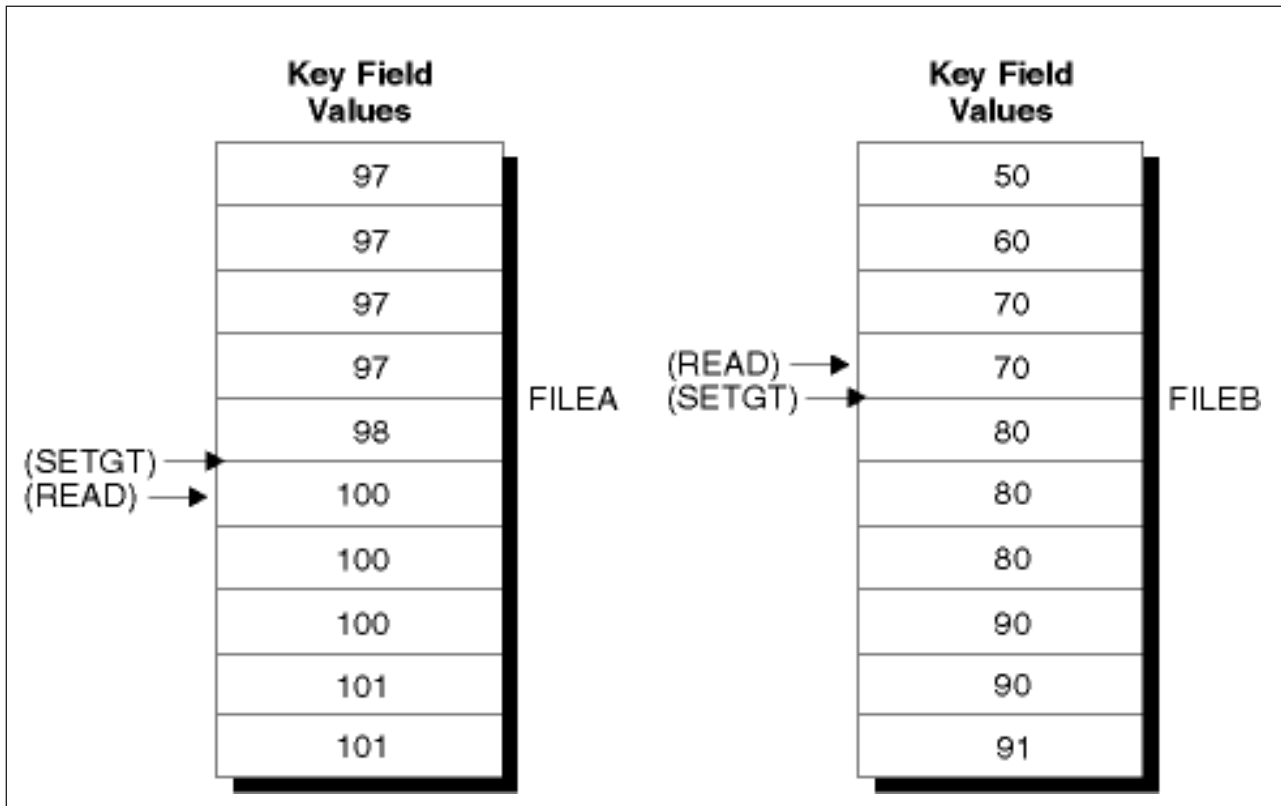 Key Field
Values
97
97
97
97
98
100
100
100
101
101
(SETGT)
(READ)
FILEA
Key Field
Values
50
60
70
70
80
80
80
90
90
91
(READ)
(SETGT)
FILEB